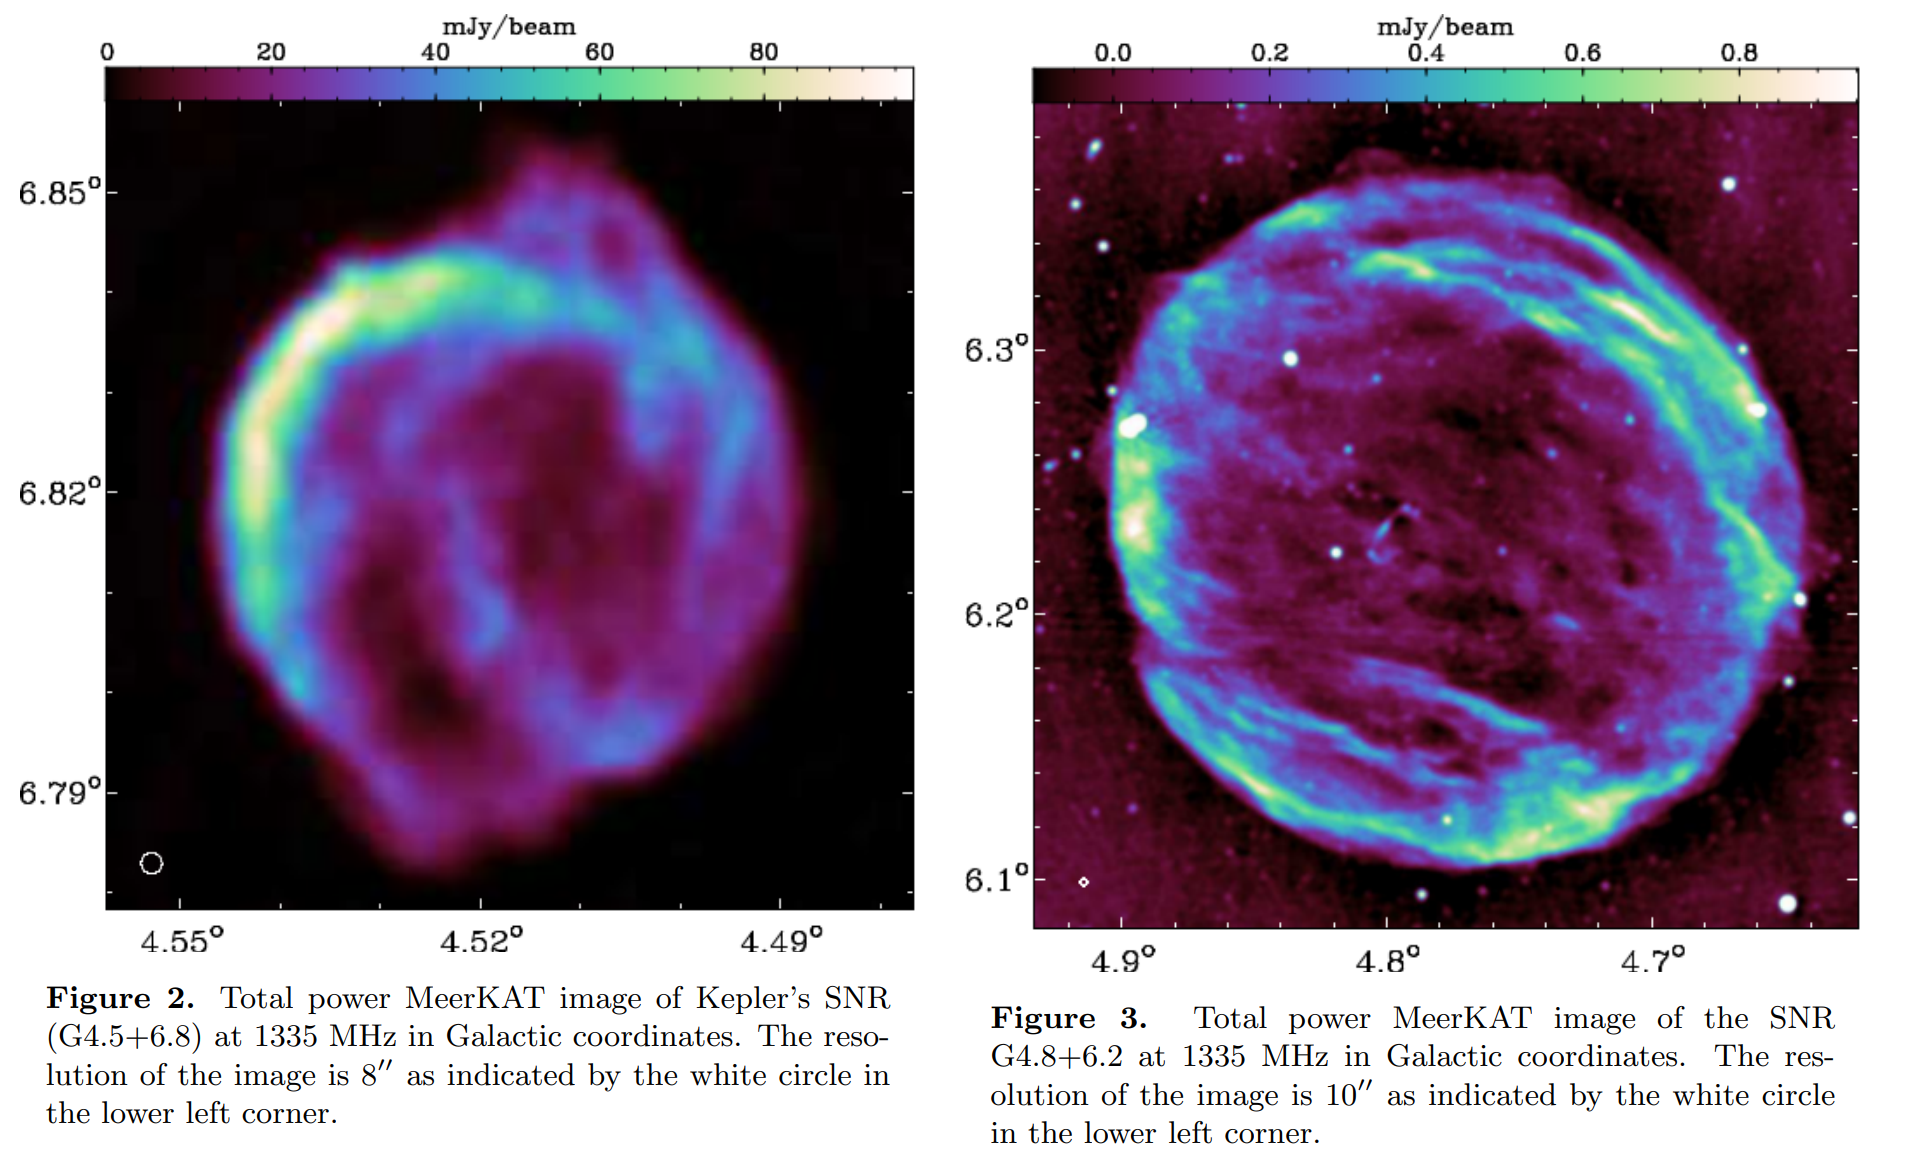 mJy/beam
0 20 40 60 80
6.85°
6.82°
6.79°
4.55° 4.52° 4.49°
Figure 2. Total power MeerKAT image of Kepler's SNR
(G4.5+6.8) at 1335 MHz in Galactic coordinates. The reso-
lution of the image is 8″ as indicated by the white circle in
the lower left corner.
mJy/beam
0.0 0.2 0.4 0.6 0.8
6.3°
6.2°
6.1°
4.9° 4.8° 4.7°
Figure 3. Total power MeerKAT image of the SNR
G4.8+6.2 at 1335 MHz in Galactic coordinates. The res-
olution of the image is 10″ as indicated by the white circle
in the lower left corner.